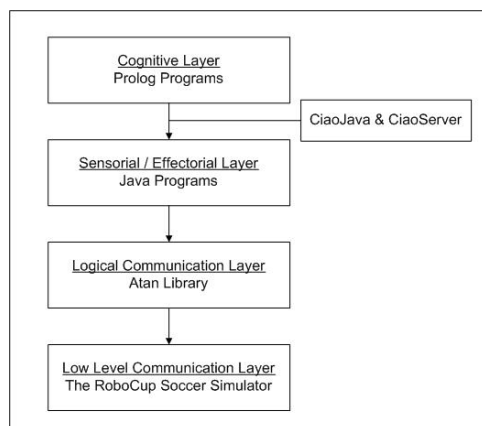 Cognitive Layer
Prolog Programs
CiaoJava & CiaoServer
Sensorial / Effectorial Layer
Java Programs
Logical Communication Layer
Atan Library
Low Level Communication Layer
The RoboCup Soccer Simulator